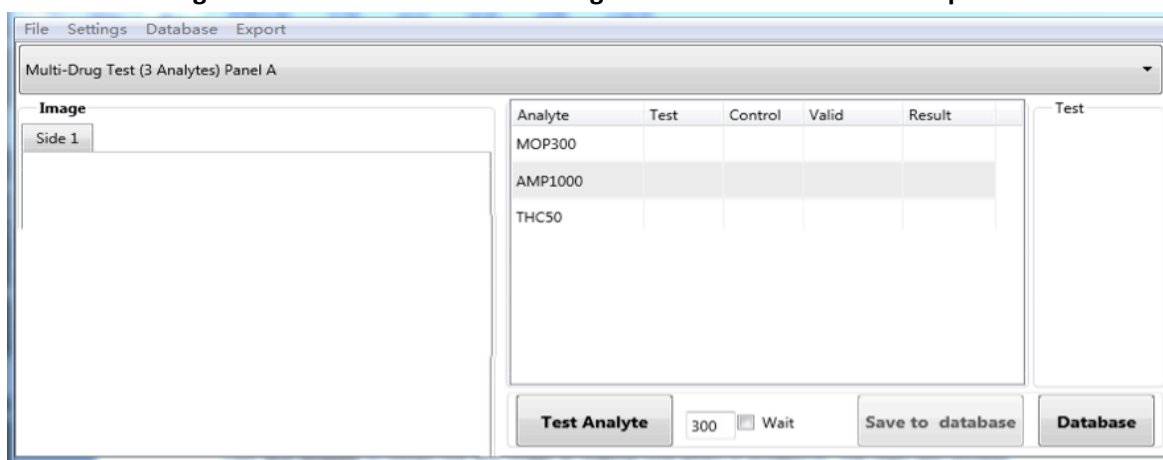 File Settings Database Export
Multi-Drug Test (3 Analytes) Panel A
Image
Side 1
Analyte Test Control Valid Result
MOP300
AMP1000
THC50
Test
Test Analyte 300 Wait Save to database Database